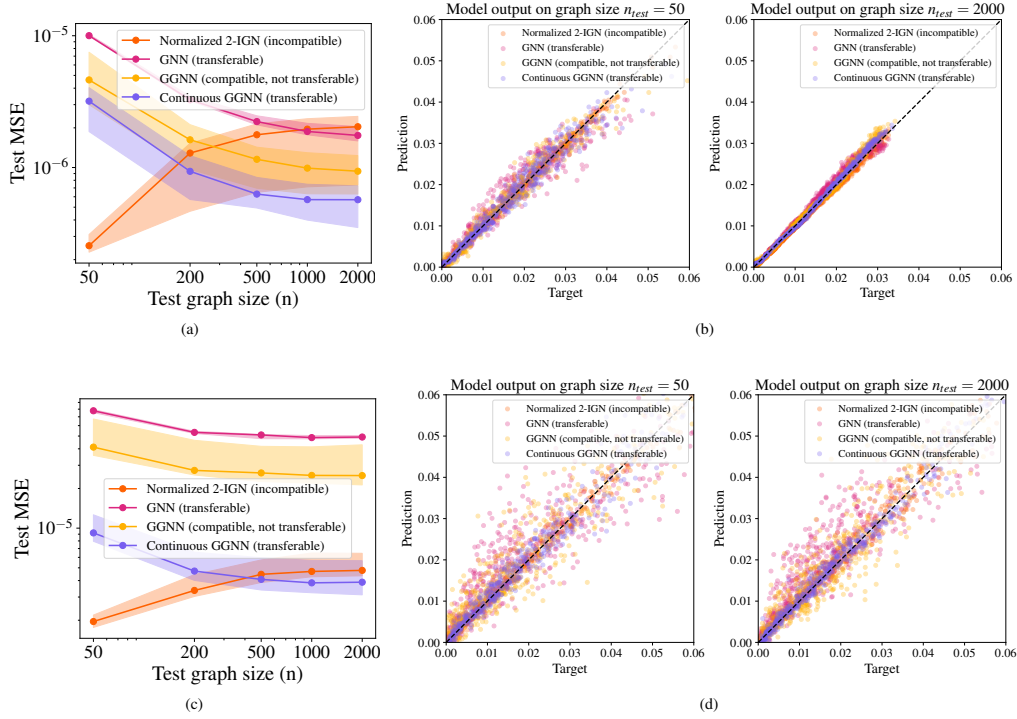 Test MSE
10⁻⁵
10⁻⁶
Normalized 2-IGN (incompatible)
GNN (transferable)
GGNN (compatible, not transferable)
Continuous GGNN (transferable)
50 200 500 1000 2000
Test graph size (n)
(a)
Model output on graph size n_test = 50
Prediction
0.06
0.05
0.04
0.03
0.02
0.01
0.00
Normalized 2-IGN (incompatible)
GNN (transferable)
GGNN (compatible, not transferable)
Continuous GGNN (transferable)
0.00 0.01 0.02 0.03 0.04 0.05 0.06
Target
Model output on graph size n_test = 2000
Prediction
0.06
0.05
0.04
0.03
0.02
0.01
0.00
Normalized 2-IGN (incompatible)
GNN (transferable)
GGNN (compatible, not transferable)
Continuous GGNN (transferable)
0.00 0.01 0.02 0.03 0.04 0.05 0.06
Target
(b)
Test MSE
10⁻⁵
Normalized 2-IGN (incompatible)
GNN (transferable)
GGNN (compatible, not transferable)
Continuous GGNN (transferable)
50 200 500 1000 2000
Test graph size (n)
(c)
Model output on graph size n_test = 50
Prediction
0.06
0.05
0.04
0.03
0.02
0.01
0.00
Normalized 2-IGN (incompatible)
GNN (transferable)
GGNN (compatible, not transferable)
Continuous GGNN (transferable)
0.00 0.01 0.02 0.03 0.04 0.05 0.06
Target
Model output on graph size n_test = 2000
Prediction
0.06
0.05
0.04
0.03
0.02
0.01
0.00
Normalized 2-IGN (incompatible)
GNN (transferable)
GGNN (compatible, not transferable)
Continuous GGNN (transferable)
0.00 0.01 0.02 0.03 0.04 0.05 0.06
Target
(d)